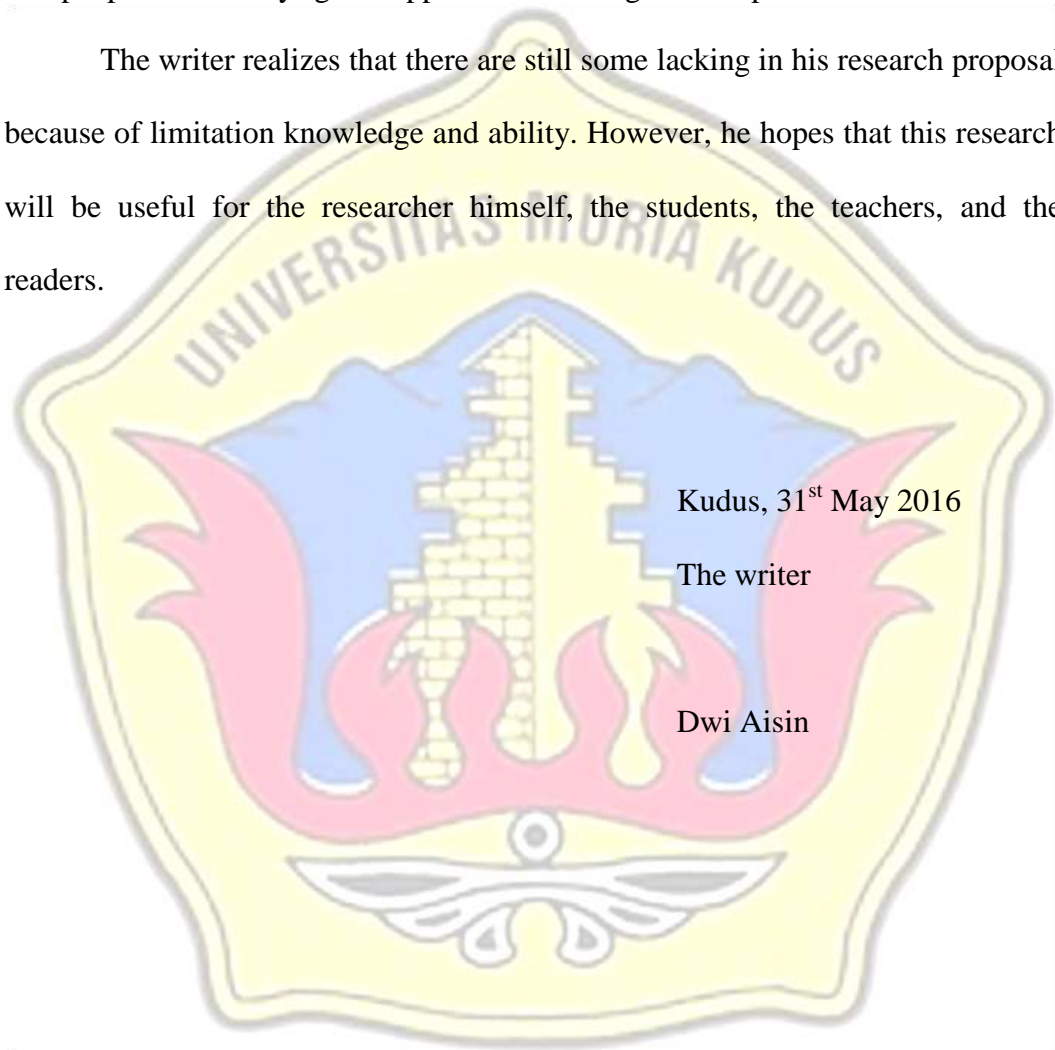 The writer realizes that there are still some lacking in his research proposal
because of limitation knowledge and ability. However, he hopes that this research
will be useful for the researcher himself, the students, the teachers, and the
readers.
UNIVERSITAS MURIA KUDUS
Kudus, 31st May 2016
The writer
Dwi Aisin